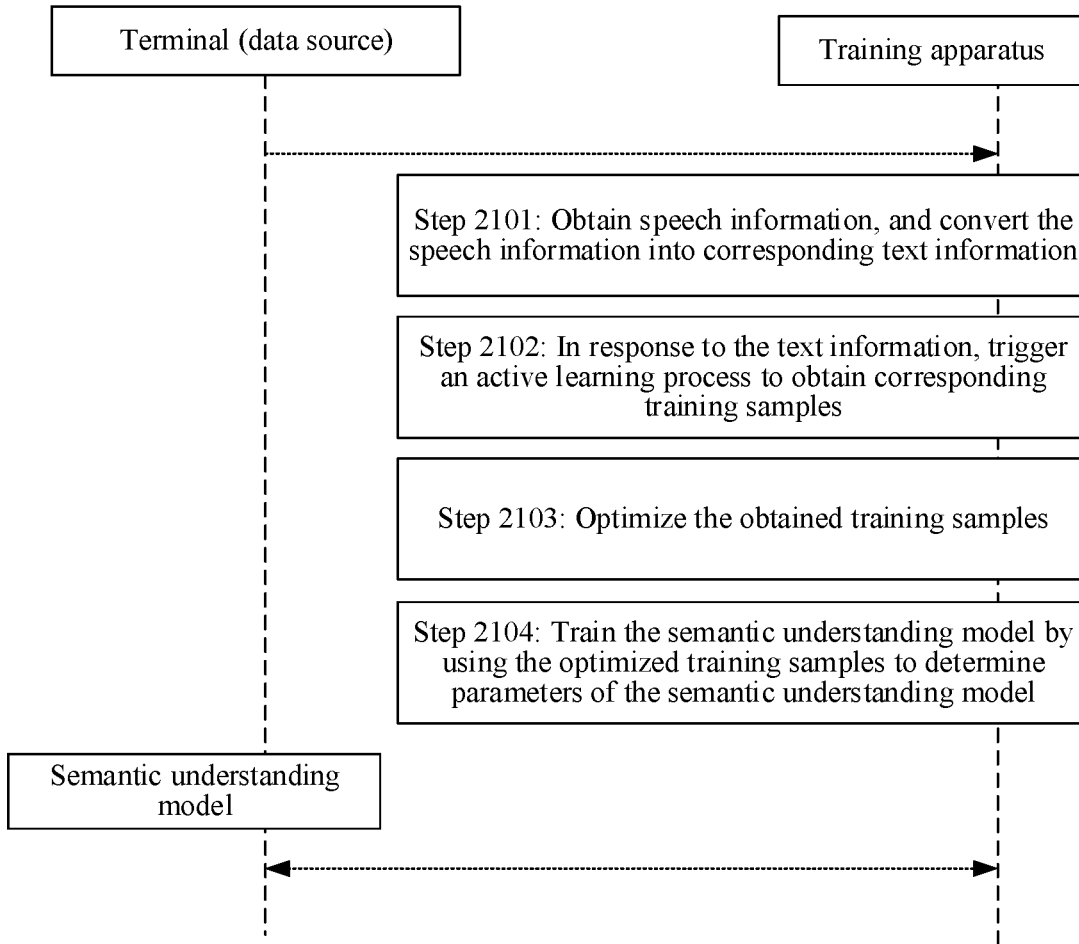 Terminal (data source)
Training apparatus
Step 2101: Obtain speech information, and convert the
speech information into corresponding text information
Step 2102: In response to the text information, trigger
an active learning process to obtain corresponding
training samples
Step 2103: Optimize the obtained training samples
Step 2104: Train the semantic understanding model by
using the optimized training samples to determine
parameters of the semantic understanding model
Semantic understanding
model